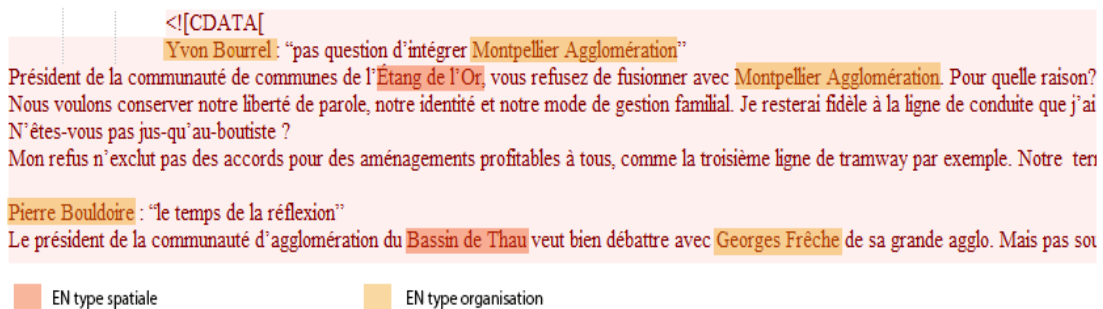 <![CDATA[
Yvon Bourrel : “pas question d’intégrer Montpellier Agglomération”
Président de la communauté de communes de l’Étang de l’Or, vous refusez de fusionner avec Montpellier Agglomération. Pour quelle raison?
Nous voulons conserver notre liberté de parole, notre identité et notre mode de gestion familial. Je resterai fidèle à la ligne de conduite que j’ai
N’êtes-vous pas jus-qu’au-boutiste ?
Mon refus n’exclut pas des accords pour des aménagements profitables à tous, comme la troisième ligne de tramway par exemple. Notre
Pierre Bouldoire : “le temps de la réflexion”
Le président de la communauté d’agglomération du Bassin de Thau veut bien débattre avec Georges Frêche de sa grande agglo. Mais pas
EN type spatiale
EN type organisation